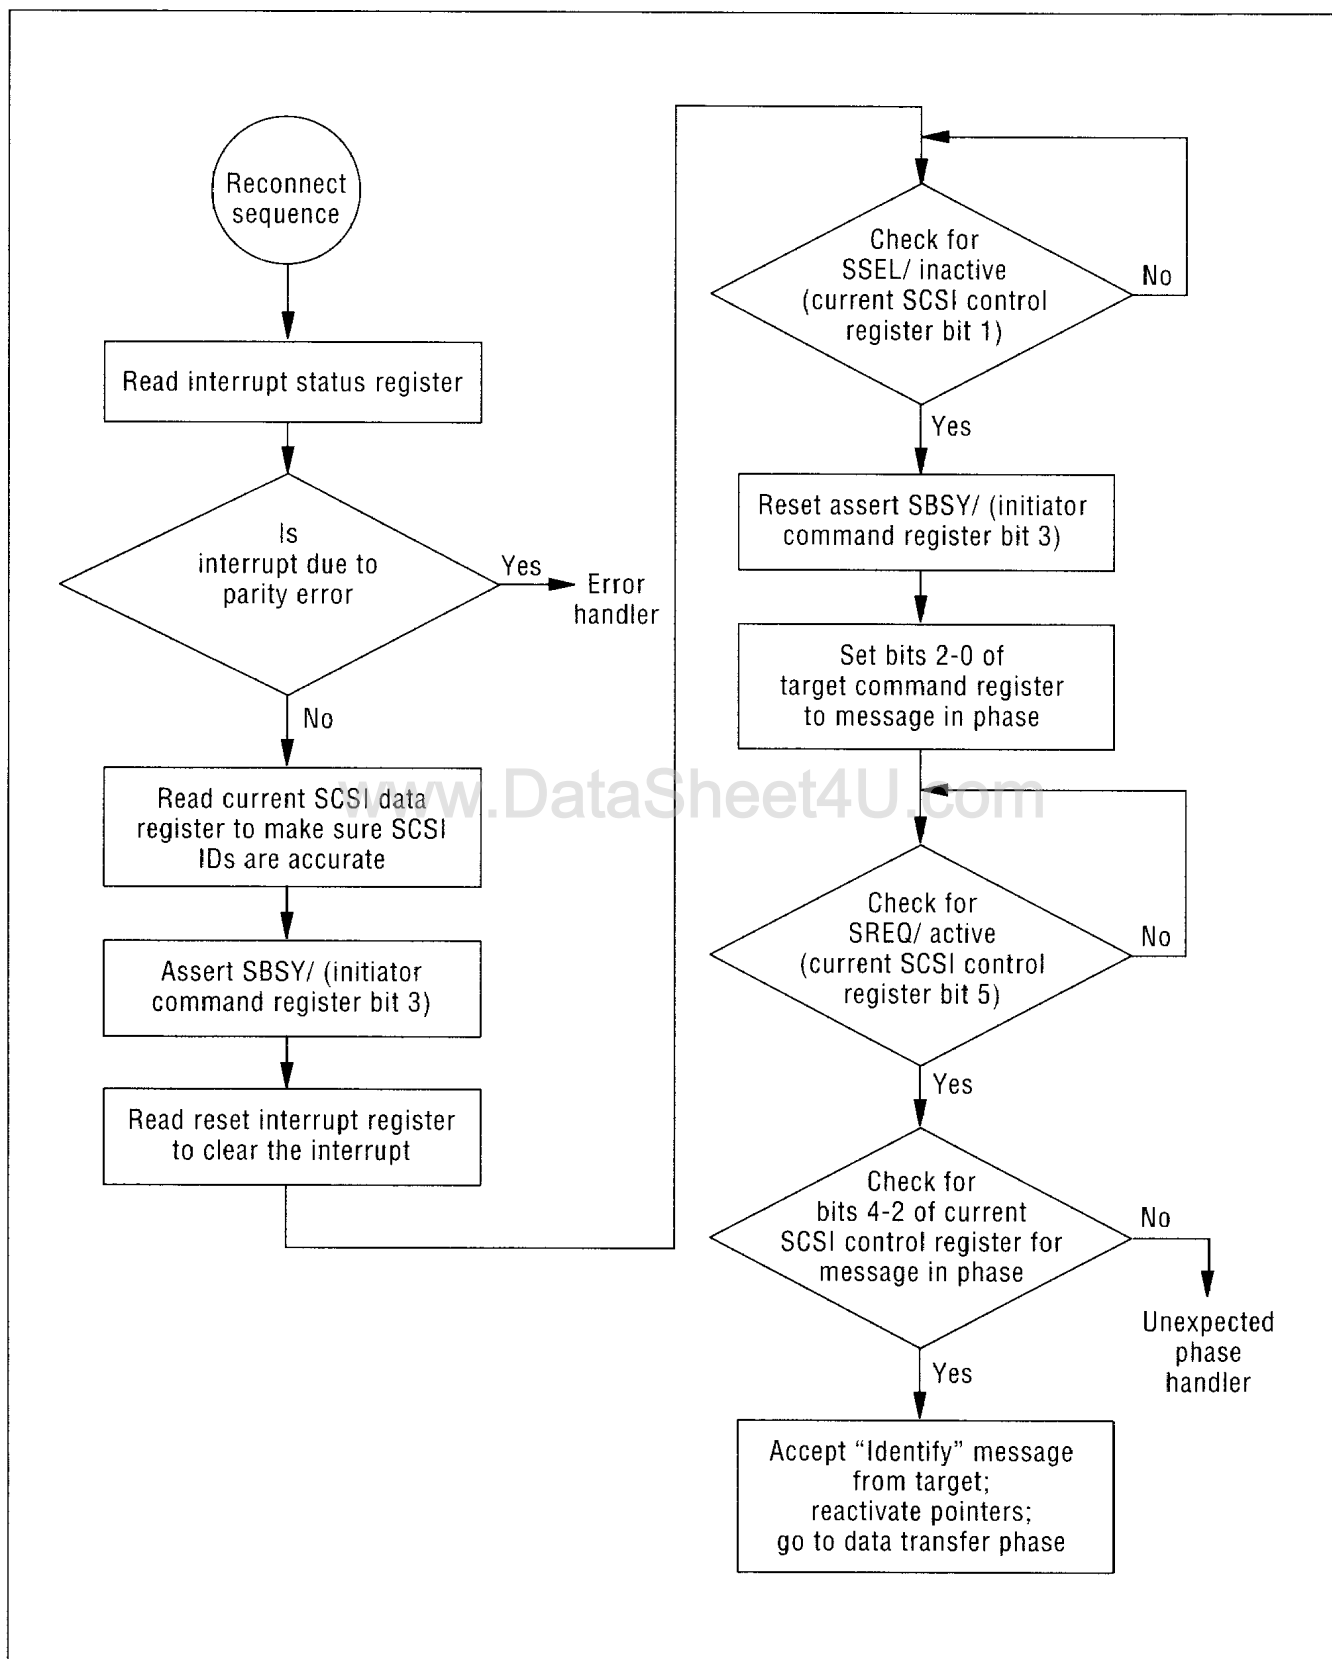 Reconnect
sequence
Read interrupt status register
Is
interrupt due to
parity error
Yes
Error
handler
No
Read current SCSI data
register to make sure SCSI
IDs are accurate
Assert SBSY/ (initiator
command register bit 3)
Read reset interrupt register
to clear the interrupt
Check for
SSEL/ inactive
(current SCSI control
register bit 1)
No
Yes
Reset assert SBSY/ (initiator
command register bit 3)
Set bits 2-0 of
target command register
to message in phase
www.DataSheet4U.com
Check for
SREQ/ active
(current SCSI control
register bit 5)
No
Yes
Check for
bits 4-2 of current
SCSI control register for
message in phase
No
Unexpected
phase
handler
Yes
Accept “Identify” message
from target;
reactivate pointers;
go to data transfer phase